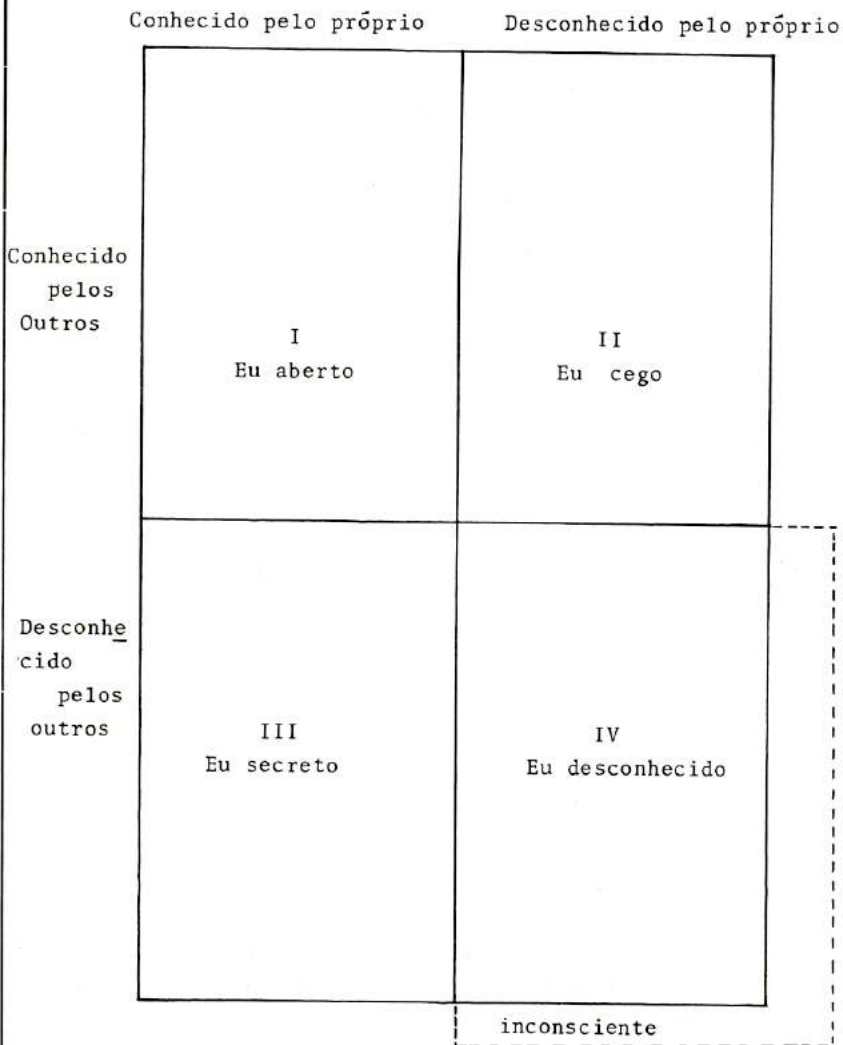 Conhecido pelo próprio Desconhecido pelo próprio
Conhecido
pelos
Outros
I
Eu aberto
II
Eu cego
Desconhe
cido
pelos
outros
III
Eu secreto
IV
Eu desconhecido
inconsciente